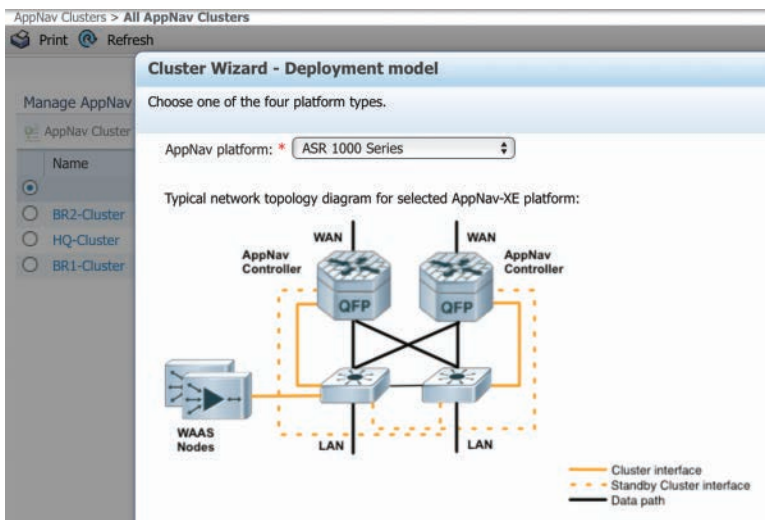 AppNav Clusters > All AppNav Clusters
Print Refresh
Cluster Wizard - Deployment model
Manage AppNav
Choose one of the four platform types.
AppNav Cluster
AppNav platform: * ASR 1000 Series
Name
Typical network topology diagram for selected AppNav-XE platform:
BR2-Cluster
HQ-Cluster
BR1-Cluster
WAN WAN
AppNav
Controller
AppNav
Controller
QFP QFP
WAAS
Nodes
LAN LAN
Cluster interface
Standby Cluster interface
Data path